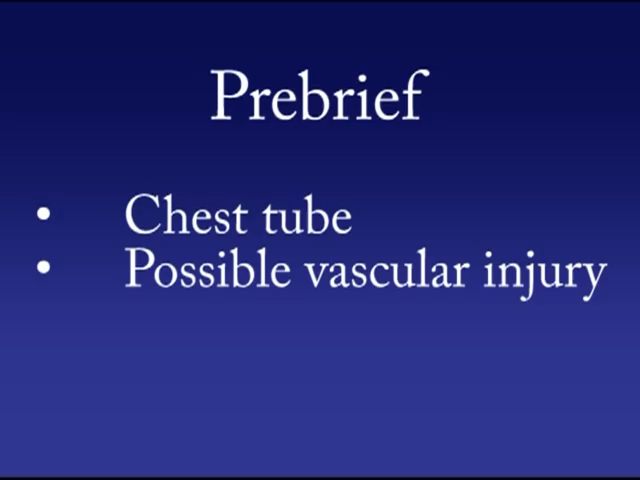 Prebrief
• Chest tube
• Possible vascular injury